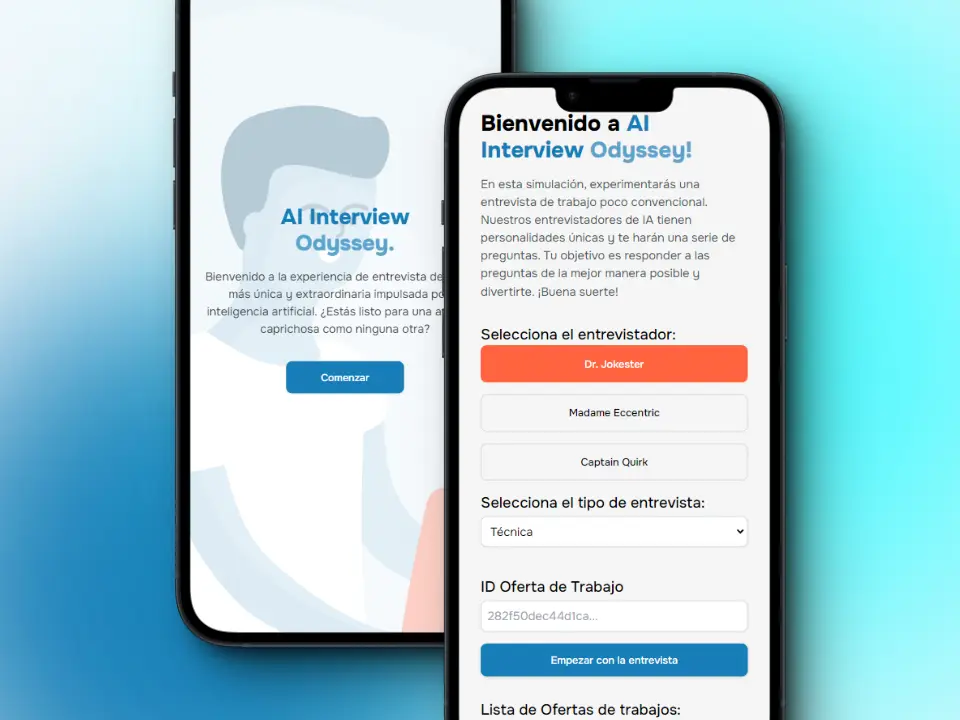 AI Interview
Odyssey.
Bienvenido a la experiencia de entrevista de
más única y extraordinaria impulsada
inteligencia artificial. ¿Estás listo para una
caprichosa como ninguna otra?
Comenzar
Bienvenido a AI
Interview Odyssey!
En esta simulación, experimentarás una
entrevista de trabajo poco convencional.
Nuestros entrevistadores de IA tienen
personalidades únicas y te harán una serie de
preguntas. Tu objetivo es responder a las
preguntas de la mejor manera posible y
divertirte. ¡Buena suerte!
Selecciona el entrevistador:
Dr. Jokester
Madame Eccentric
Captain Quirk
Selecciona el tipo de entrevista:
Técnica
ID Oferta de Trabajo
282f50dec44d1ca...
Empezar con la entrevista
Lista de Ofertas de trabajos: